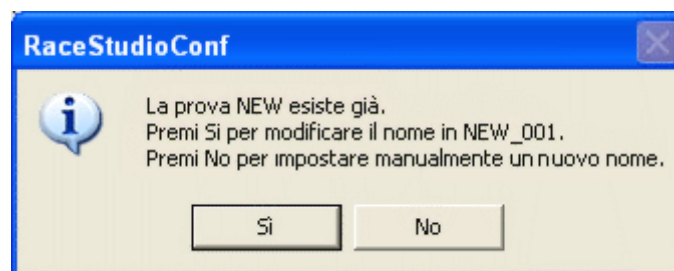 RaceStudioConf
La prova NEW esiste già.
Premi Si per modificare il nome in NEW_001.
Premi No per impostare manualmente un nuovo nome.
Sì
No